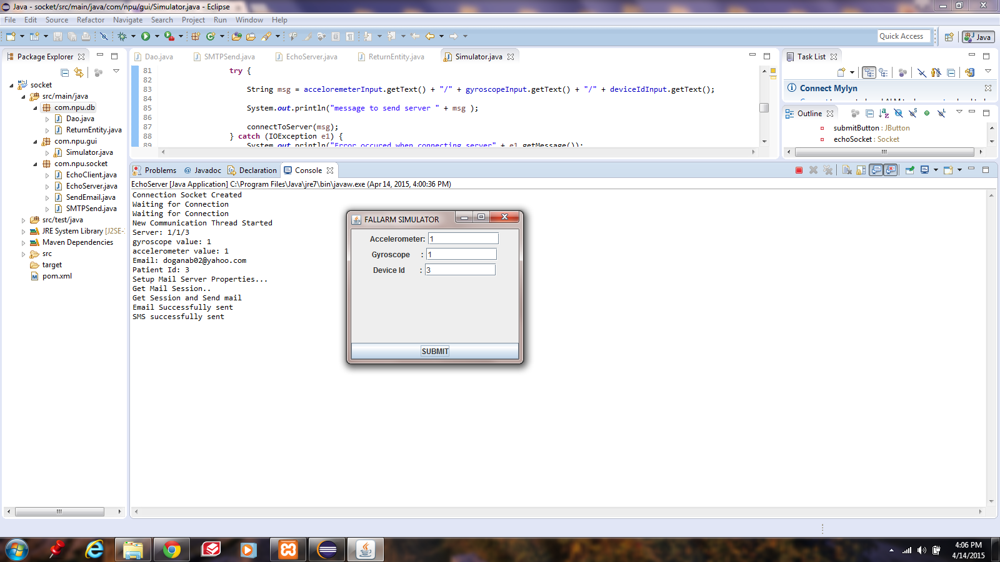 Java - socket/src/main/java/com/npu/gui/Simulator.java - Eclipse
File Edit Source Refactor Navigate Search Project Run Window Help
Quick Access
Java
Package Explorer
socket
src/main/java
com.npu.db
Dao.java
ReturnEntity.java
com.npu.gui
Simulator.java
com.npu.socket
EchoClient.java
EchoServer.java
SendEmail.java
SMTPSend.java
src/test/java
JRE System Library [J2SE-
Maven Dependencies
src
target
pom.xml
Dao.java SMTPSend.java EchoServer.java ReturnEntity.java Simulator.java
81 try {
82
83 String msg = acceloremeterInput.getText() + "/" + gyroscopeInput.getText() + "/" + deviceIdInput.getText();
84
85 System.out.println("message to send server " + msg );
86
87 connectToServer(msg);
88 } catch (IOException e1) {
89 System.out.println("Error occured when connecting server" + e1.getMessage());
Task List
Connect Mylyn
Outline
submitButton : JButton
echoSocket : Socket
Problems @ Javadoc Declaration Console
EchoServer [Java Application] C:\Program Files\Java\jre7\bin\javaw.exe (Apr 14, 2015, 4:00:36 PM)
Connection Socket Created
Waiting for Connection
Waiting for Connection
New Communication Thread Started
Server: 1/1/3
gyroscope value: 1
accelerometer value: 1
Email: doganab02@yahoo.com
Patient Id: 3
Setup Mail Server Properties...
Get Mail Session..
Get Session and Send mail
Email Successfully sent
SMS successfully sent
FALLARM SIMULATOR
Accelerometer: 1
Gyroscope : 1
Device Id : 3
SUBMIT
4:06 PM
4/14/2015